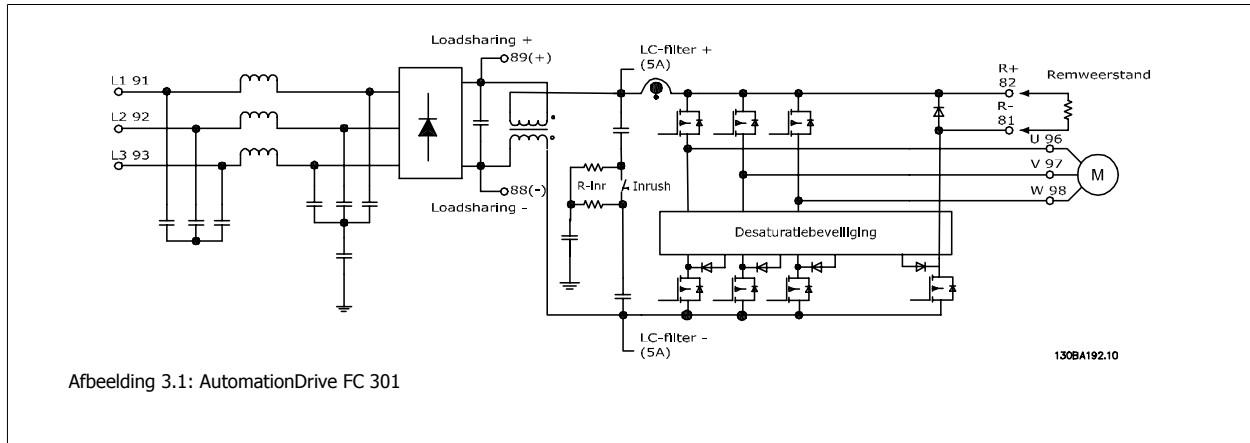 Loadsharing +
89(+)
LC-filter +
(5A)
R+
82
Remweerstand
L1 91
R-
81
L2 92
U 96
L3 93
V 97
M
R-Inr
Inrush
88(-)
W 98
Loadsharing -
Desaturatiebeveiliging
LC-filter -
(5A)
130BA192.10
Afbeelding 3.1: AutomationDrive FC 301